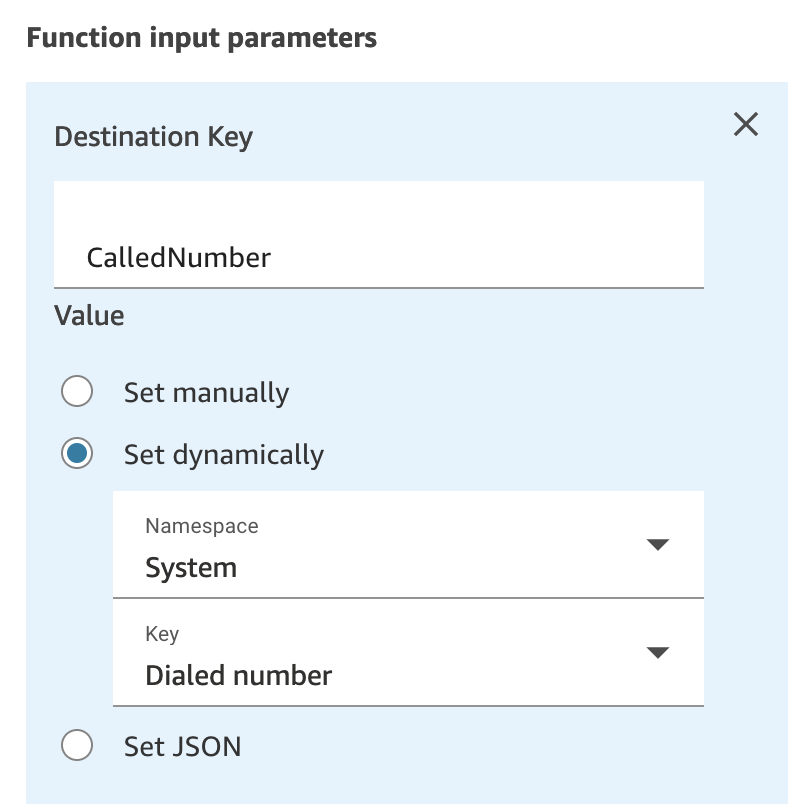 Function input parameters
Destination Key
CalledNumber
Value
Set manually
Set dynamically
Namespace
System
Key
Dialed number
Set JSON